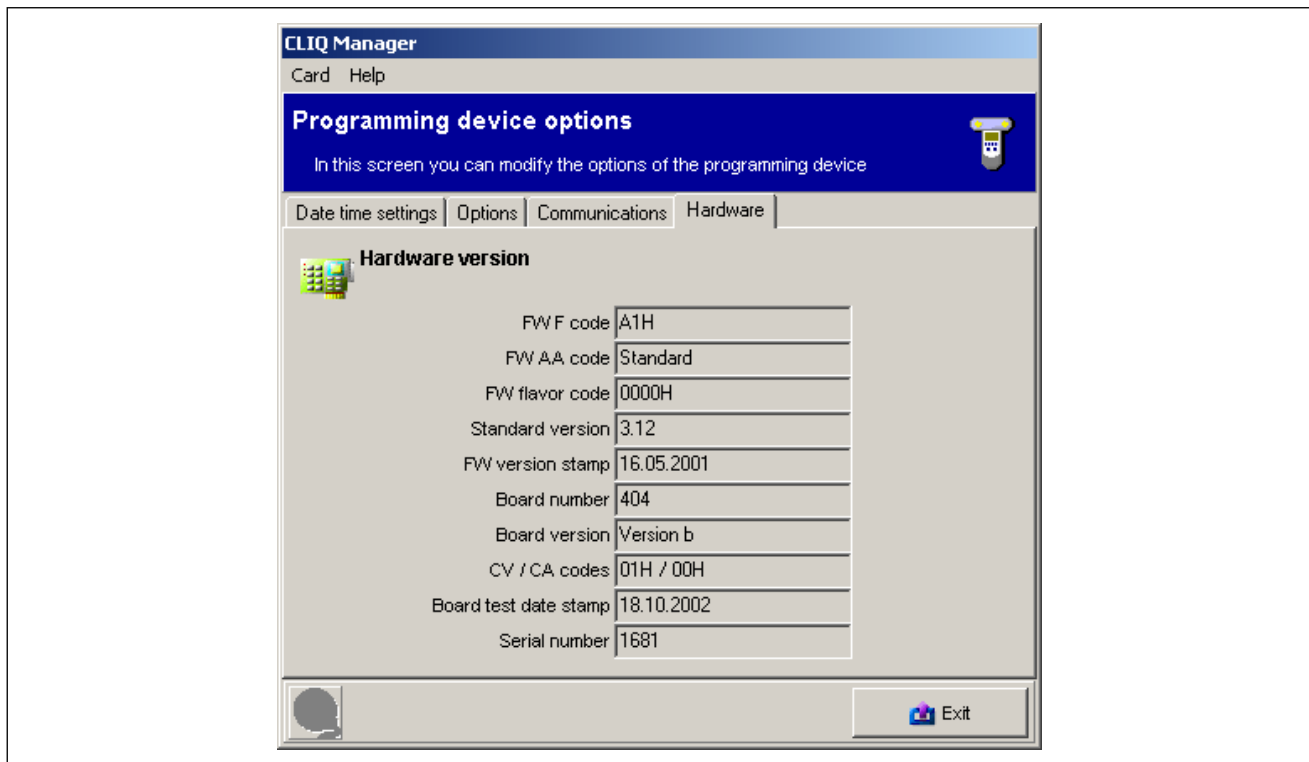 CLIQ Manager
Card Help
Programming device options
In this screen you can modify the options of the programming device
Date time settings Options Communications Hardware
Hardware version
FW F code A1H
FW AA code Standard
FW flavor code 0000H
Standard version 3.12
FW version stamp 16.05.2001
Board number 404
Board version Version b
CV / CA codes 01H / 00H
Board test date stamp 18.10.2002
Serial number 1681
Exit